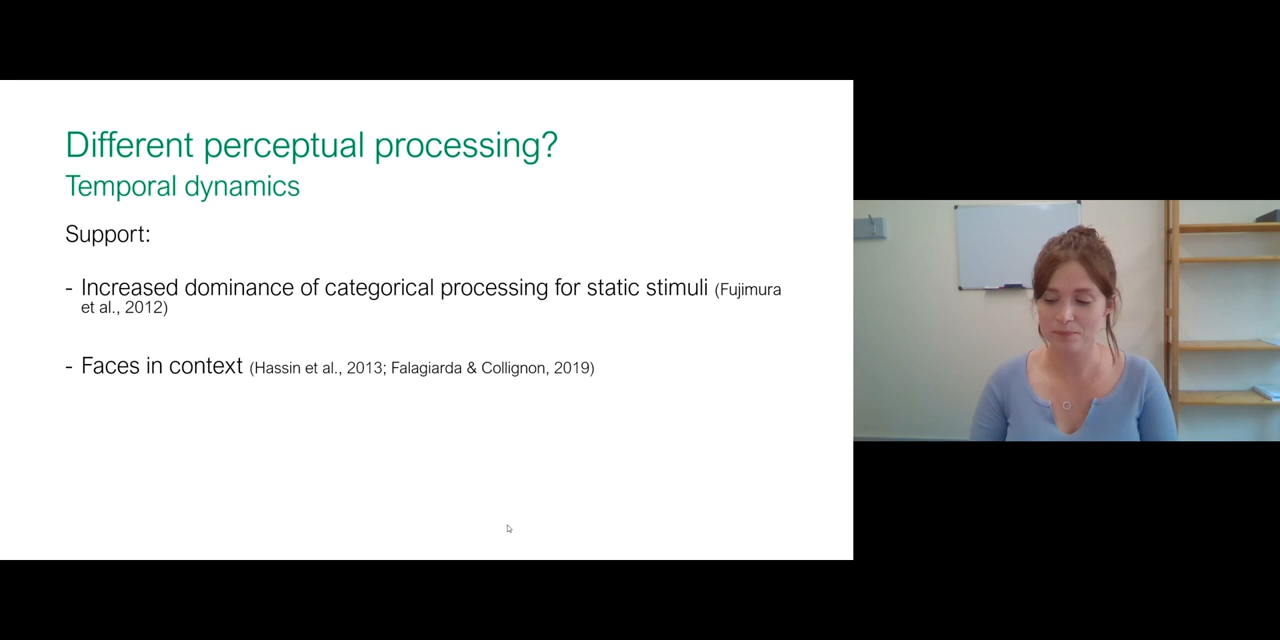 Different perceptual processing?
Temporal dynamics
Support:
- Increased dominance of categorical processing for static stimuli (Fujimura
et al., 2012)
- Faces in context (Hassin et al., 2013; Falagiarda & Collignon, 2019)